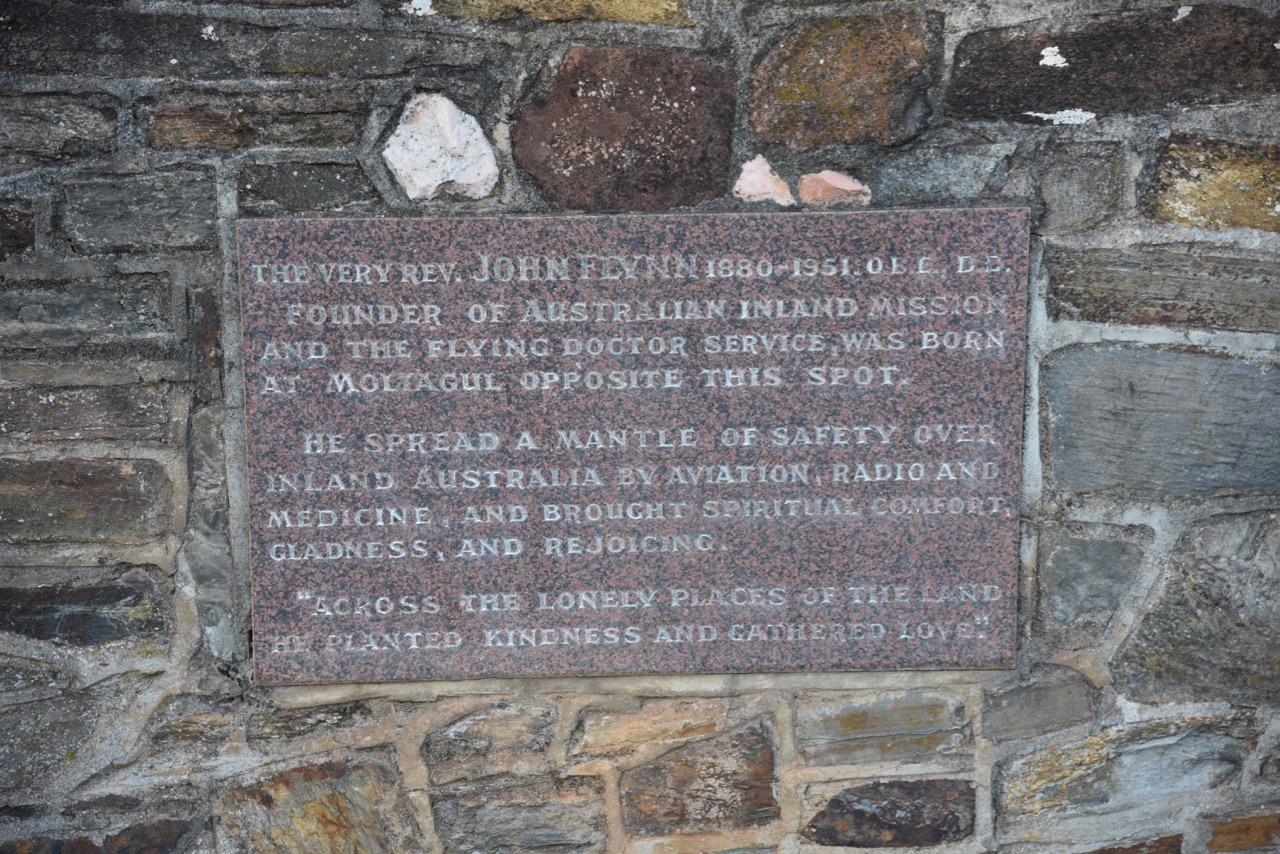 THE VERY REV. JOHN FLYNN 1880-1951. O.B.E., D.D.
FOUNDER OF AUSTRALIAN INLAND MISSION
AND THE FLYING DOCTOR SERVICE, WAS BORN
AT MOLIAGUL OPPOSITE THIS SPOT.
HE SPREAD A MANTLE OF SAFETY OVER
INLAND AUSTRALIA BY AVIATION, RADIO AND
MEDICINE, AND BROUGHT SPIRITUAL COMFORT,
GLADNESS, AND REJOICING.
"ACROSS THE LONELY PLACES OF THE LAND
HE PLANTED KINDNESS AND GATHERED LOVE."